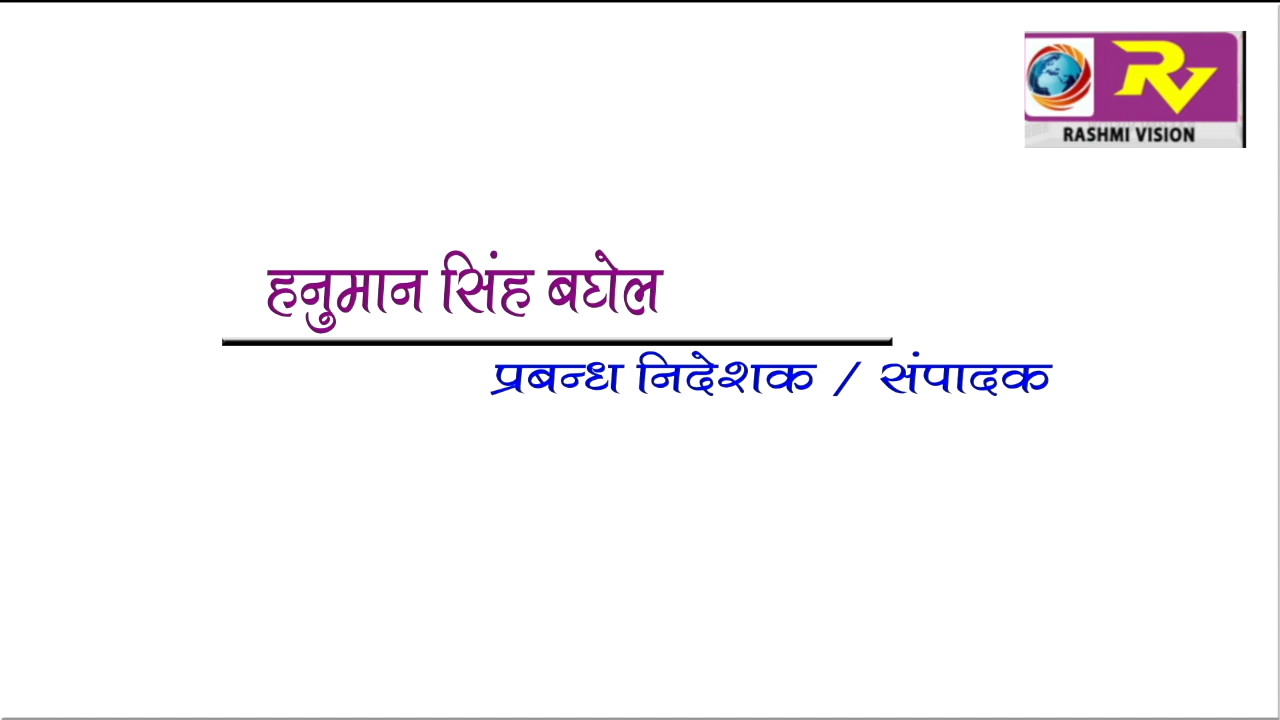 RV
RASHMI VISION
हनुमान सिंह बघेल
प्रबन्ध निदेशक / संपादक